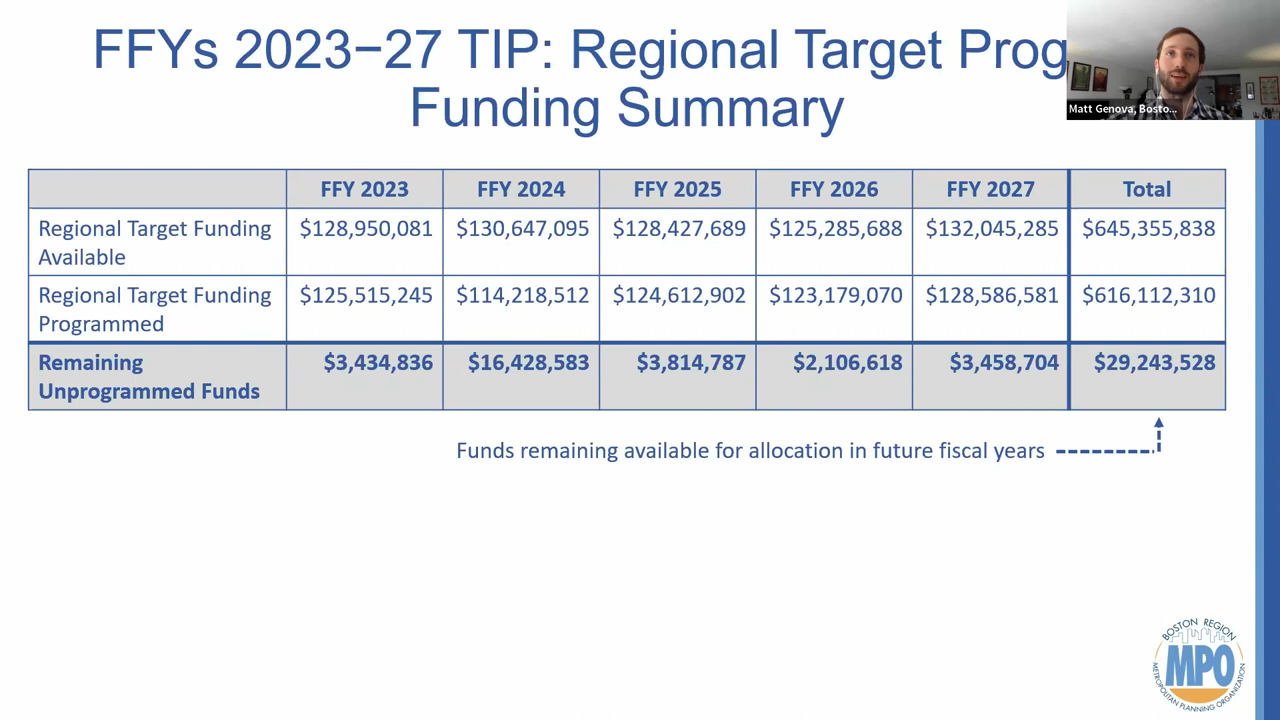 FFYs 2023−27 TIP: Regional Target Prog
Funding Summary
Matt Genova, Bosto...
FFY 2023 FFY 2024 FFY 2025 FFY 2026 FFY 2027 Total
Regional Target Funding Available $128,950,081 $130,647,095 $128,427,689 $125,285,688 $132,045,285 $645,355,838
Regional Target Funding Programmed $125,515,245 $114,218,512 $124,612,902 $123,179,070 $128,586,581 $616,112,310
Remaining Unprogrammed Funds $3,434,836 $16,428,583 $3,814,787 $2,106,618 $3,458,704 $29,243,528
Funds remaining available for allocation in future fiscal years
BOSTON REGION
MPO
METROPOLITAN PLANNING ORGANIZATION